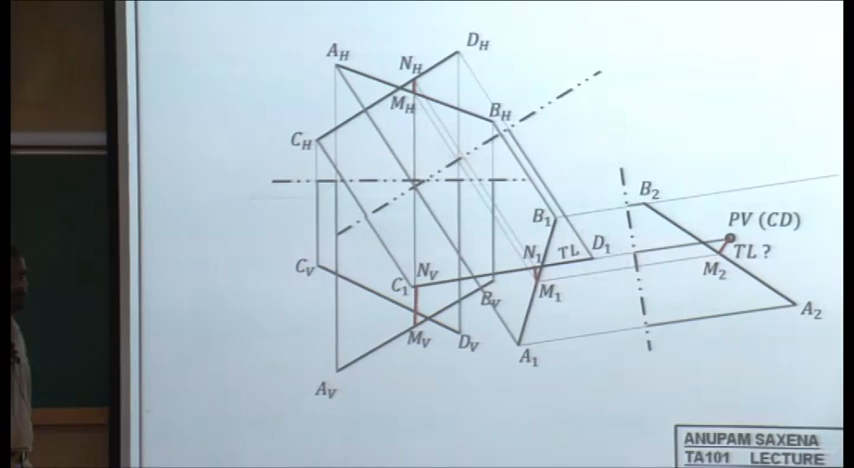 D_H
A_H
N_H
M_H
B_H
C_H
B_2
B_1
PV (CD)
N_1
TL
D_1
TL ?
C_V
N_V
M_2
C_1
B_V
M_1
A_2
M_V
D_V
A_1
A_V
ANUPAM SAXENA
TA101 LECTURE